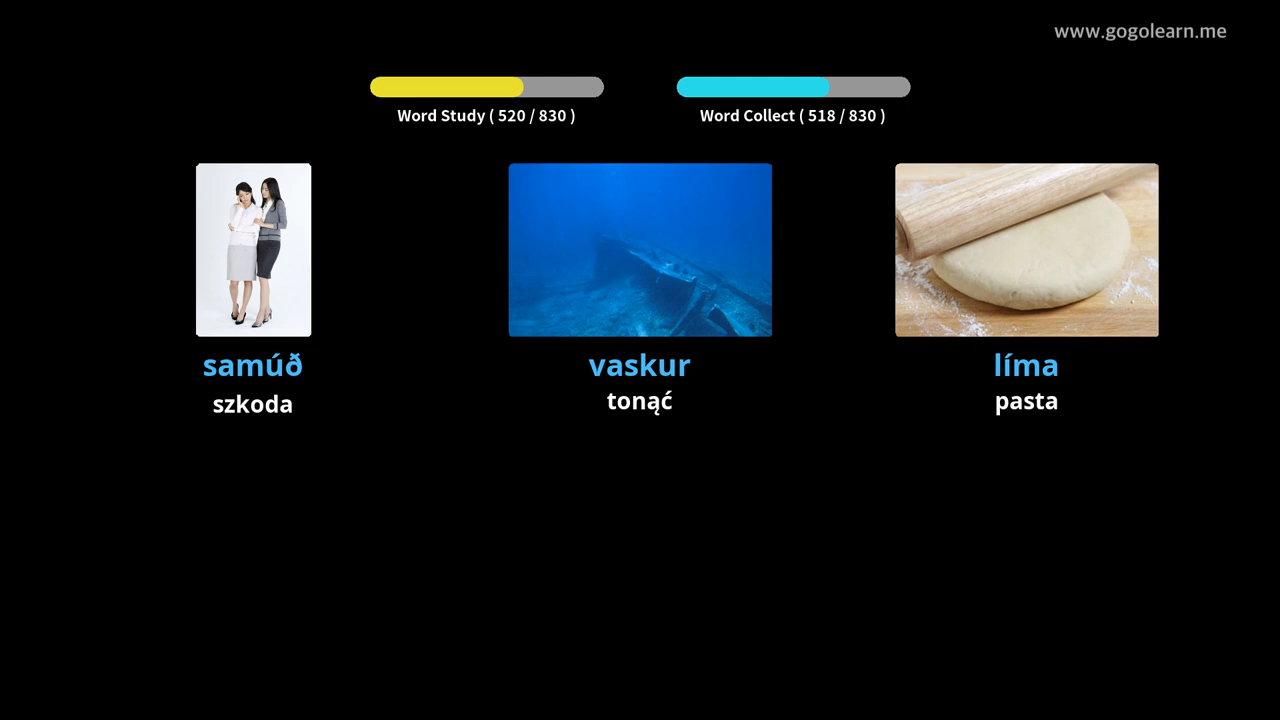 www.gogolearn.me
Word Study ( 520 / 830 )
Word Collect ( 518 / 830 )
samúð
szkoda
vaskur
tonąć
líma
pasta